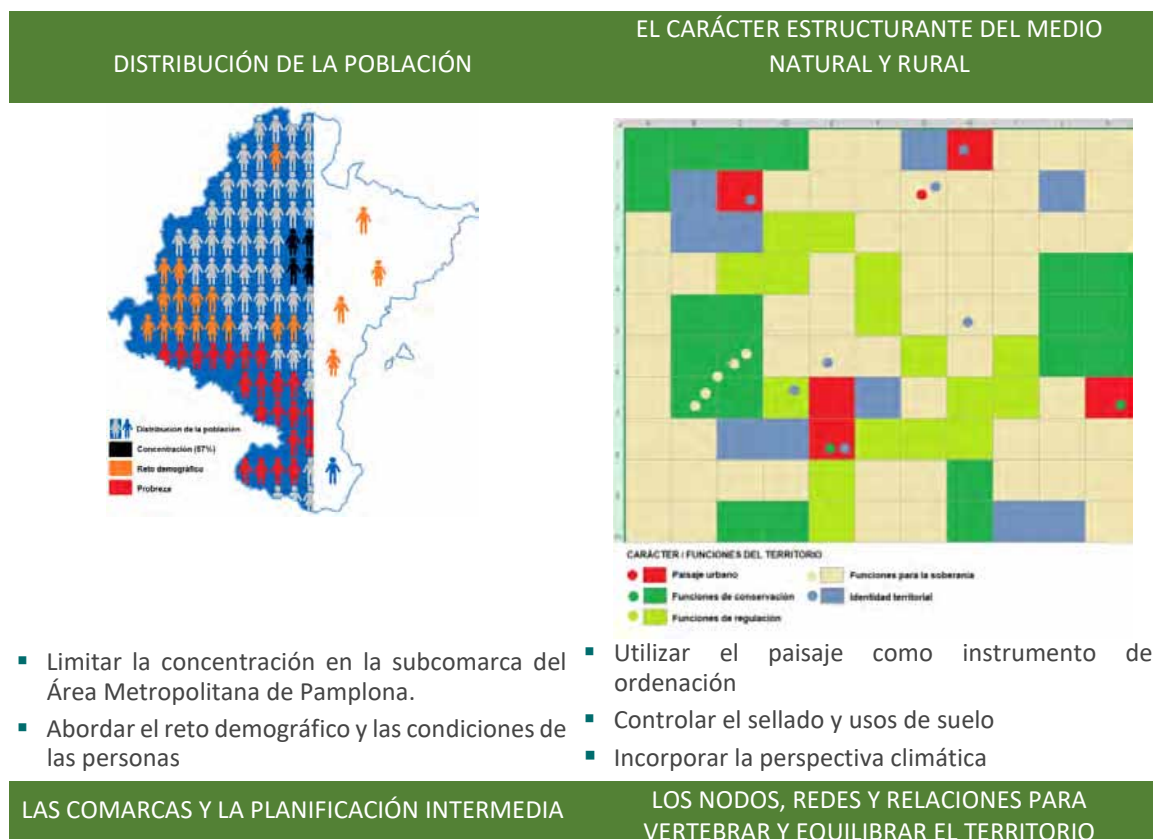 DISTRIBUCIÓN DE LA POBLACIÓN
EL CARÁCTER ESTRUCTURANTE DEL MEDIO
NATURAL Y RURAL
Distribución de la población
Concentración (57%)
Reto demográfico
Probreza
CARÁCTER / FUNCIONES DEL TERRITORIO
Paisaje urbano
Funciones de conservación
Funciones de regulación
Funciones para la soberanía
Identidad territorial
▪ Limitar la concentración en la subcomarca del
Área Metropolitana de Pamplona.
▪ Abordar el reto demográfico y las condiciones de
las personas
▪ Utilizar el paisaje como instrumento de
ordenación
▪ Controlar el sellado y usos de suelo
▪ Incorporar la perspectiva climática
LAS COMARCAS Y LA PLANIFICACIÓN INTERMEDIA
LOS NODOS, REDES Y RELACIONES PARA
VERTEBRAR Y EQUILIBRAR EL TERRITORIO